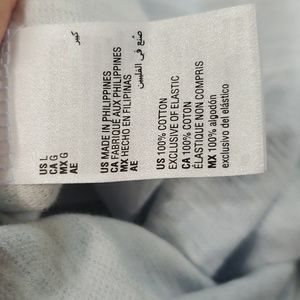 US L
CA G
MX G
AE كبير
US MADE IN PHILIPPINES
CA FABRIQUÉ AUX PHILIPPINES
MX HECHO EN FILIPINAS
AE صنع في الفلبين
US 100% COTTON
EXCLUSIVE OF ELASTIC
CA 100% COTON
ÉLASTIQUE NON COMPRIS
MX 100% algodón
exclusivo del elástico